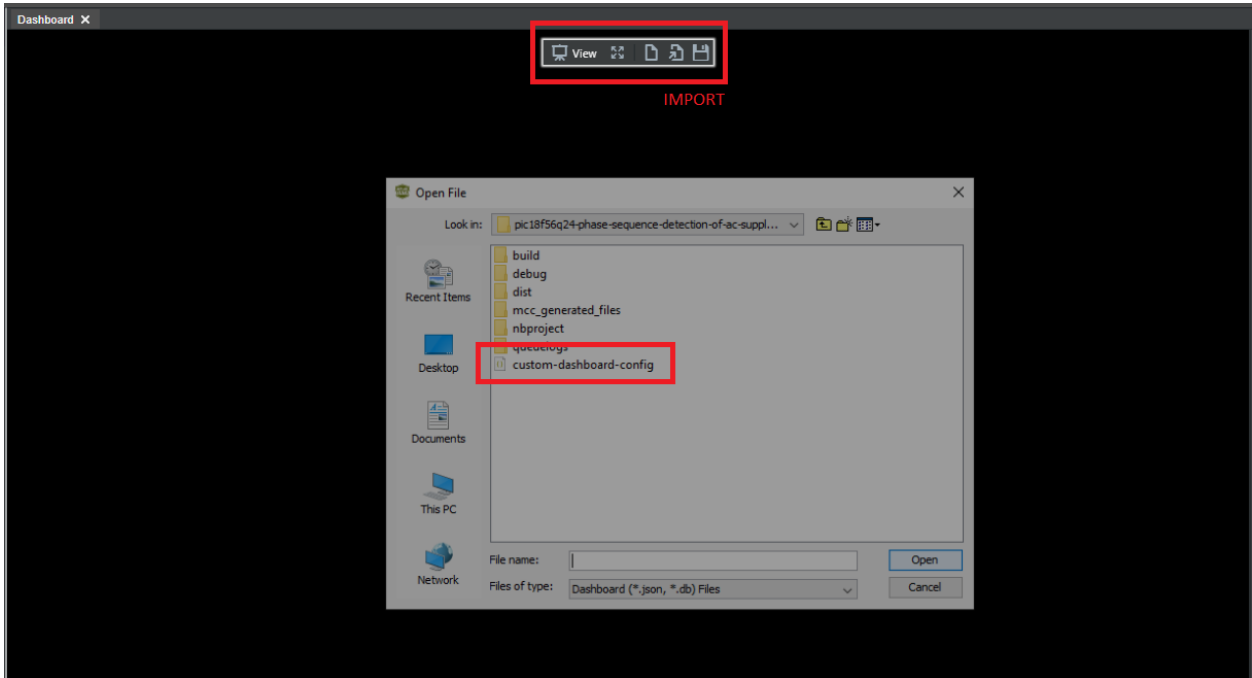 Dashboard
View
IMPORT
Open File
Look in:
pic18f56q24-phase-sequence-detection-of-ac-suppl...
build
debug
dist
mcc_generated_files
nbproject
queuelogs
custom-dashboard-config
Recent Items
Desktop
Documents
This PC
Network
File name:
Open
Files of type:
Dashboard (*.json, *.db) Files
Cancel